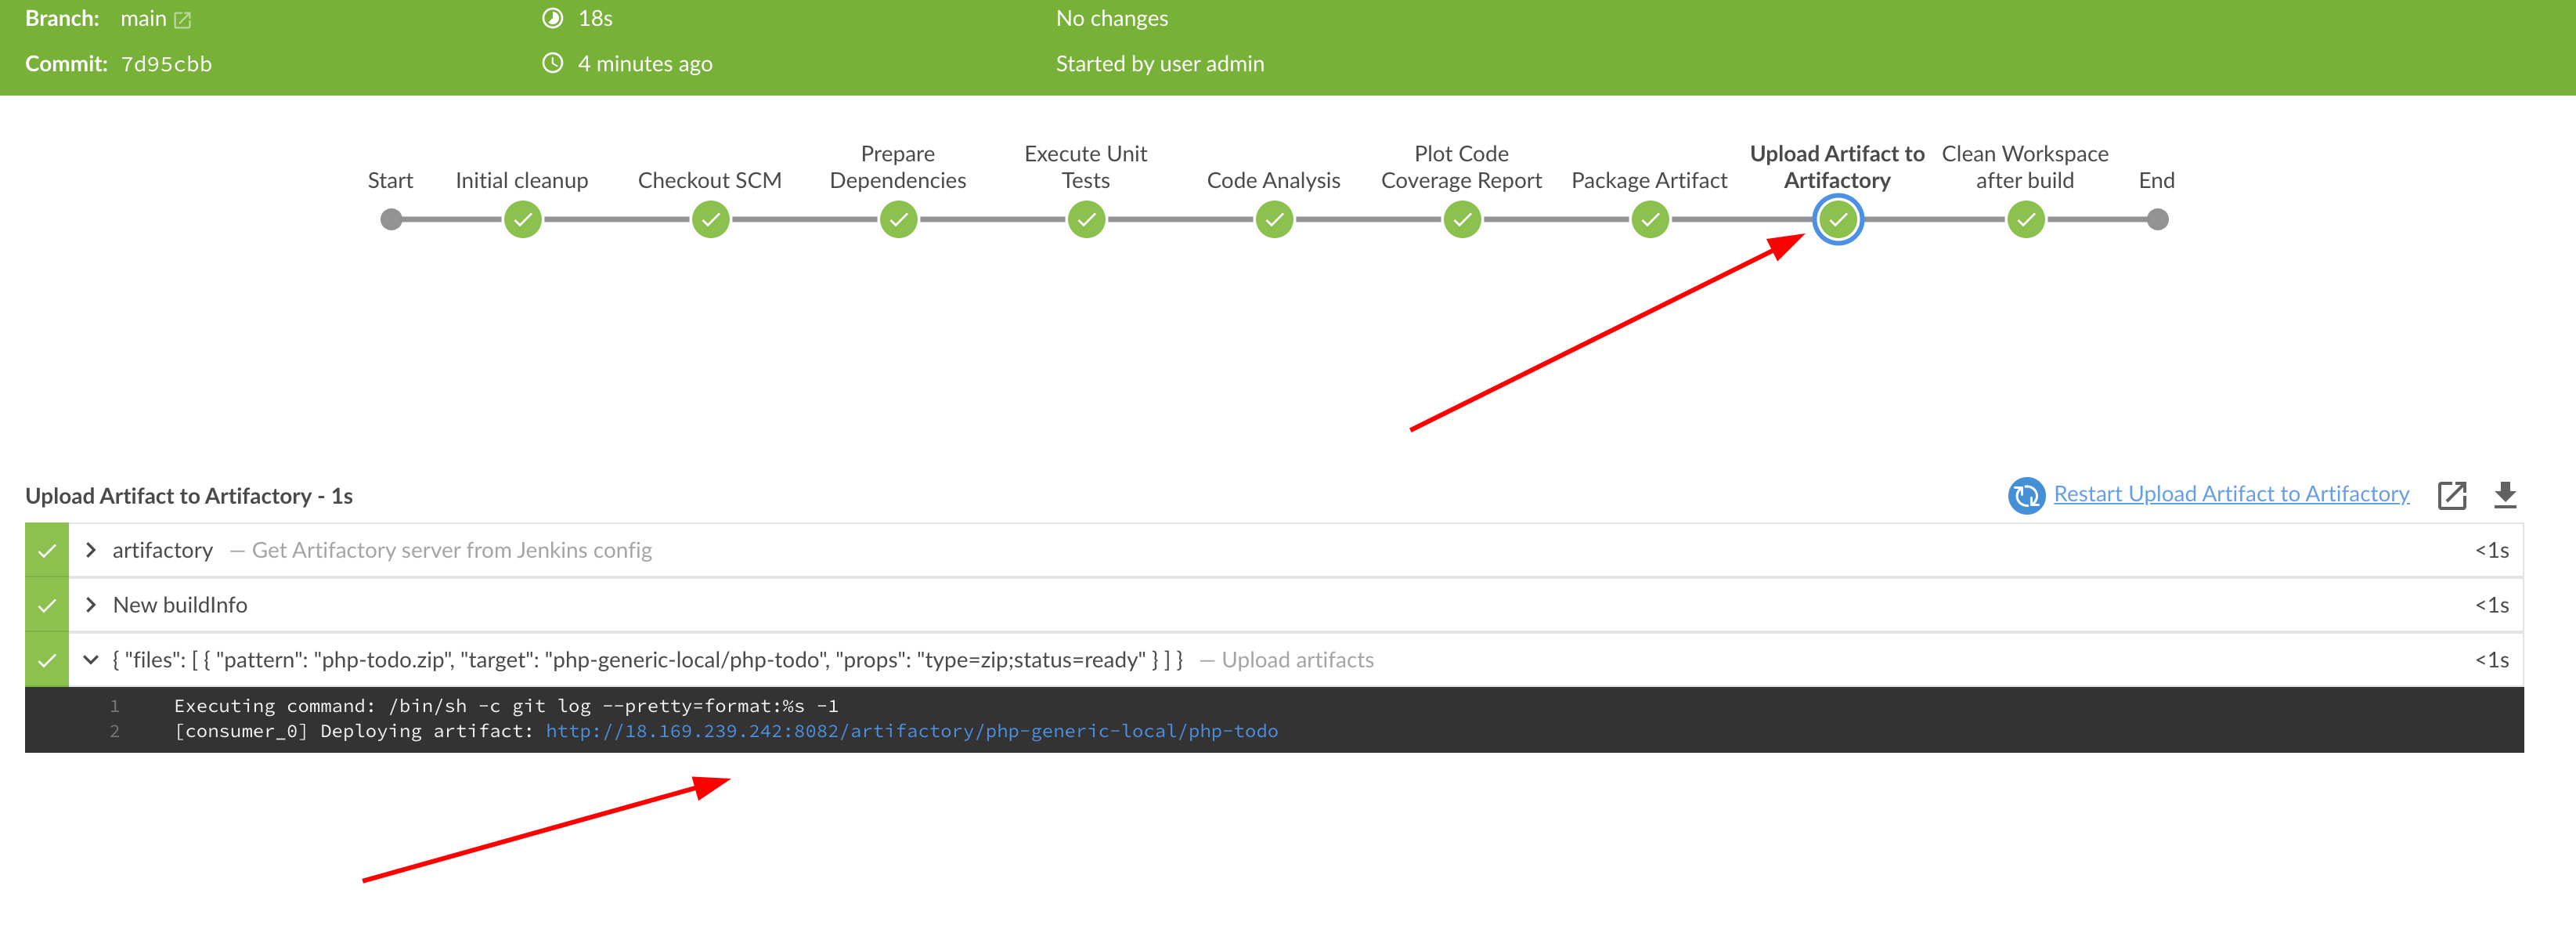 Branch: main 18s No changes
Commit: 7d95cbb 4 minutes ago Started by user admin
Start
Initial cleanup
Checkout SCM
Prepare
Dependencies
Execute Unit
Tests
Code Analysis
Plot Code
Coverage Report
Package Artifact
Upload Artifact to
Artifactory
Clean Workspace
after build
End
Upload Artifact to Artifactory - 1s Restart Upload Artifact to Artifactory
artifactory — Get Artifactory server from Jenkins config <1s
New buildInfo <1s
{ "files": [ { "pattern": "php-todo.zip", "target": "php-generic-local/php-todo", "props": "type=zip;status=ready" } ] } — Upload artifacts <1s
1 Executing command: /bin/sh -c git log --pretty=format:%s -1
2 [consumer_0] Deploying artifact: http://18.169.239.242:8082/artifactory/php-generic-local/php-todo